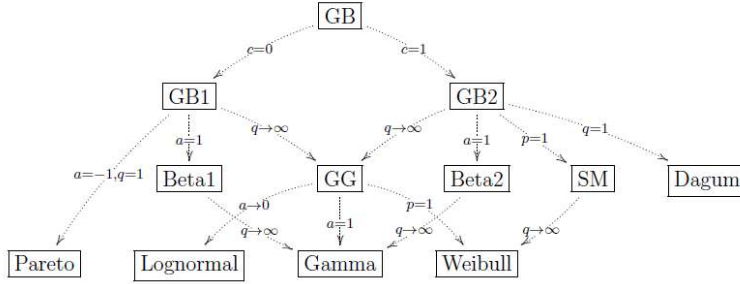 GB
c=0 c=1
GB1 GB2
q→∞ q→∞ p=1 q=1
a=1 a=1
a=−1,q=1 Beta1 GG Beta2 SM Dagum
a→0 p=1
q→∞ a=1 q→∞ q→∞
Pareto Lognormal Gamma Weibull